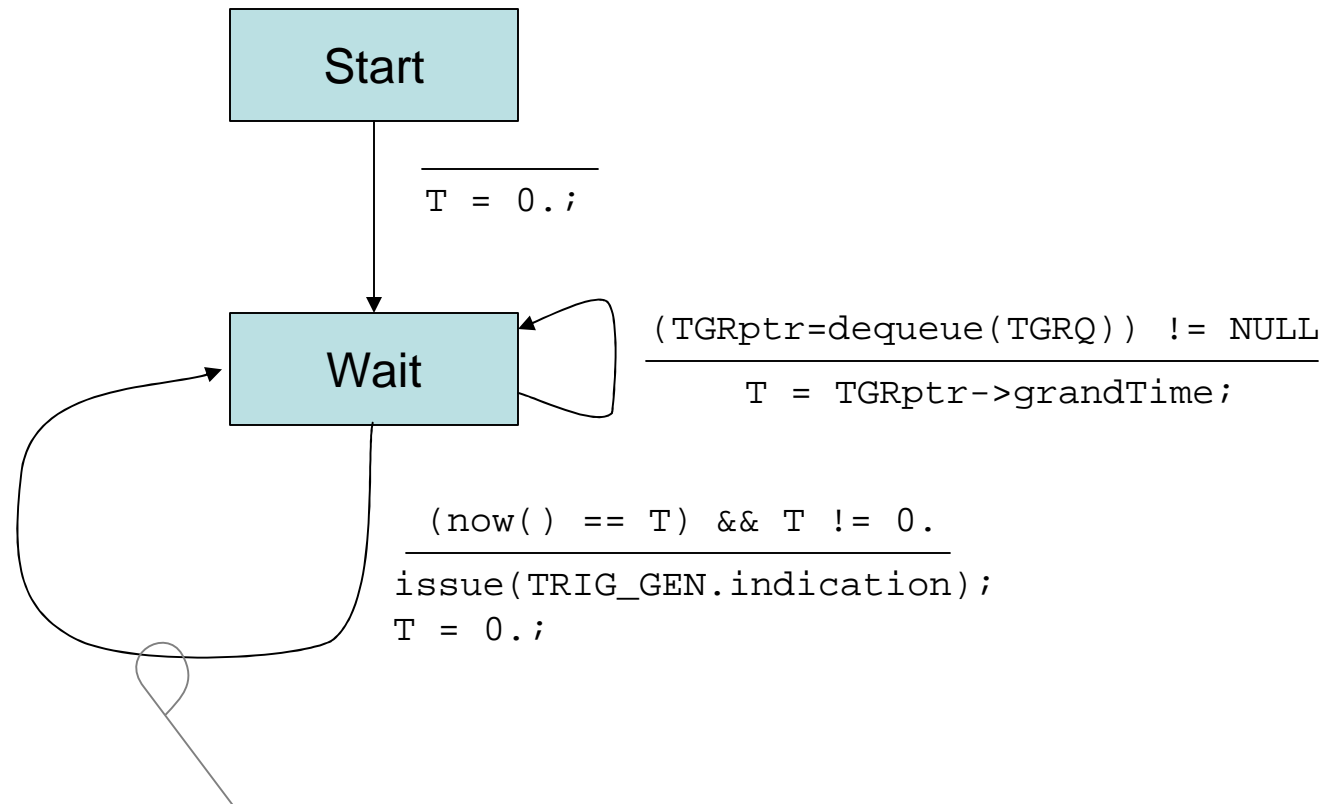 Start
T = 0.;
Wait
(TGRptr=dequeue(TGRQ)) != NULL
T = TGRptr->grandTime;
(now() == T) && T != 0.
issue(TRIG_GEN.indication);
T = 0.;